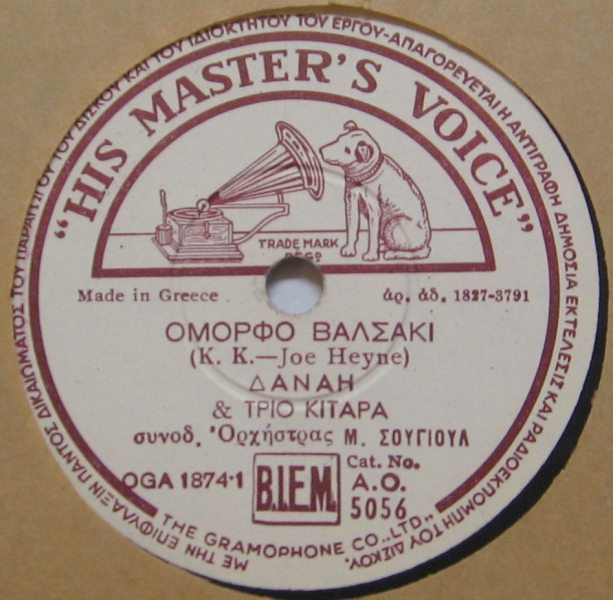 ΜΕ ΤΗΝ ΕΠΙΦΥΛΑΞΙΝ ΠΑΝΤΟΣ ΔΙΚΑΙΩΜΑΤΟΣ ΤΟΥ ΠΑΡΑΓΩΓΟΥ ΤΟΥ ΔΙΣΚΟΥ ΚΑΙ ΤΟΥ ΙΔΙΟΚΤΗΤΟΥ ΤΟΥ ΕΡΓΟΥ-ΑΠΑΓΟΡΕΥΕΤΑΙ Η ΑΝΤΙΓΡΑΦΗ ΔΗΜΟΣΙΑ ΕΚΤΕΛΕΣΙΣ ΚΑΙ ΡΑΔΙΟΕΚΠΟΜΠΗ ΤΟΥ ΔΙΣΚΟΥ.
"HIS MASTER'S VOICE"
TRADE MARK
REGD
Made in Greece
ἀρ. ἀδ. 1827-3791
ΟΜΟΡΦΟ ΒΑΛΣΑΚΙ
(K. K.—Joe Heyne)
ΔΑΝΑΗ
& ΤΡΙΟ ΚΙΤΑΡΑ
συνοδ. Ὀρχήστρας Μ. ΣΟΥΓΙΟΥΛ
OGA 1874-1
B.I.E.M.
Cat. No.
A.O.
5056
THE GRAMOPHONE CO.,LTD.,